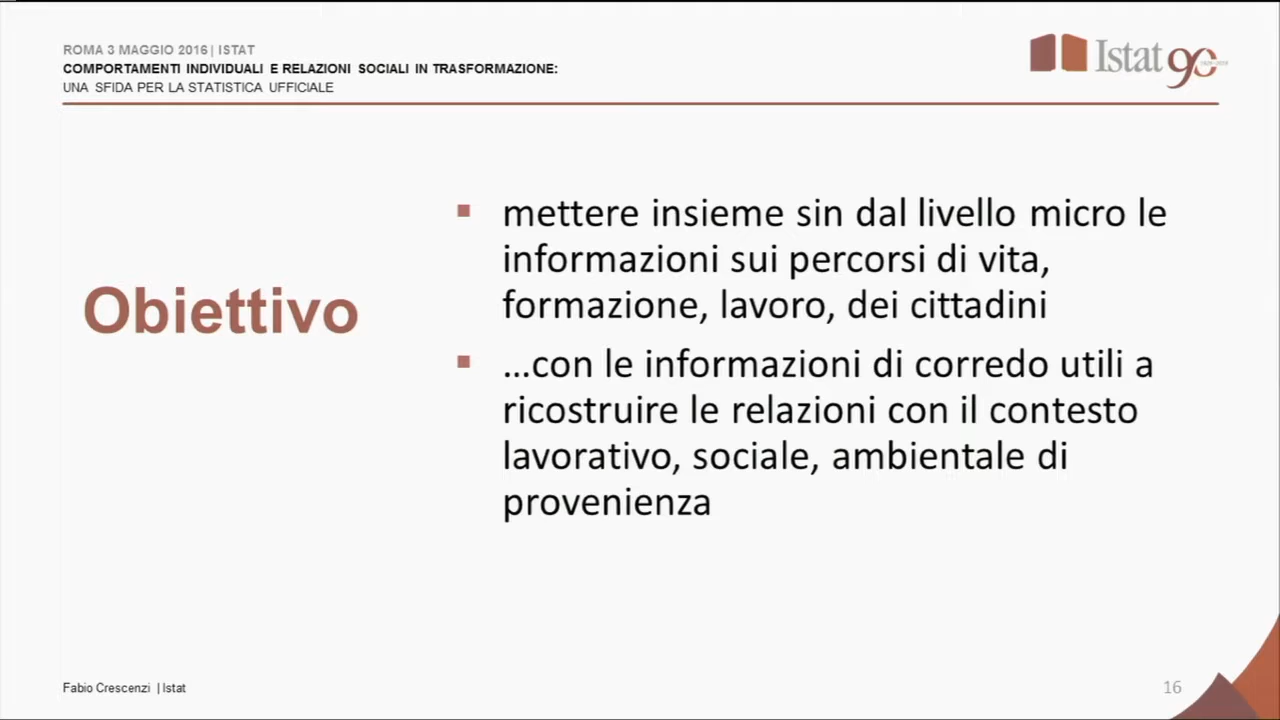 ROMA 3 MAGGIO 2016| ISTAT
COMPORTAMENTI INDIVIDUALI E RELAZIONI SOCIALI IN TRASFORMAZIONE:
UNA SFIDA PER LA STATISTICA UFFICIALE
Istat 90
Obiettivo
▪ mettere insieme sin dal livello micro le
informazioni sui percorsi di vita,
formazione, lavoro, dei cittadini
▪ ...con le informazioni di corredo utili a
ricostruire le relazioni con il contesto
lavorativo, sociale, ambientale di
provenienza
Fabio Crescenzi | Istat
16